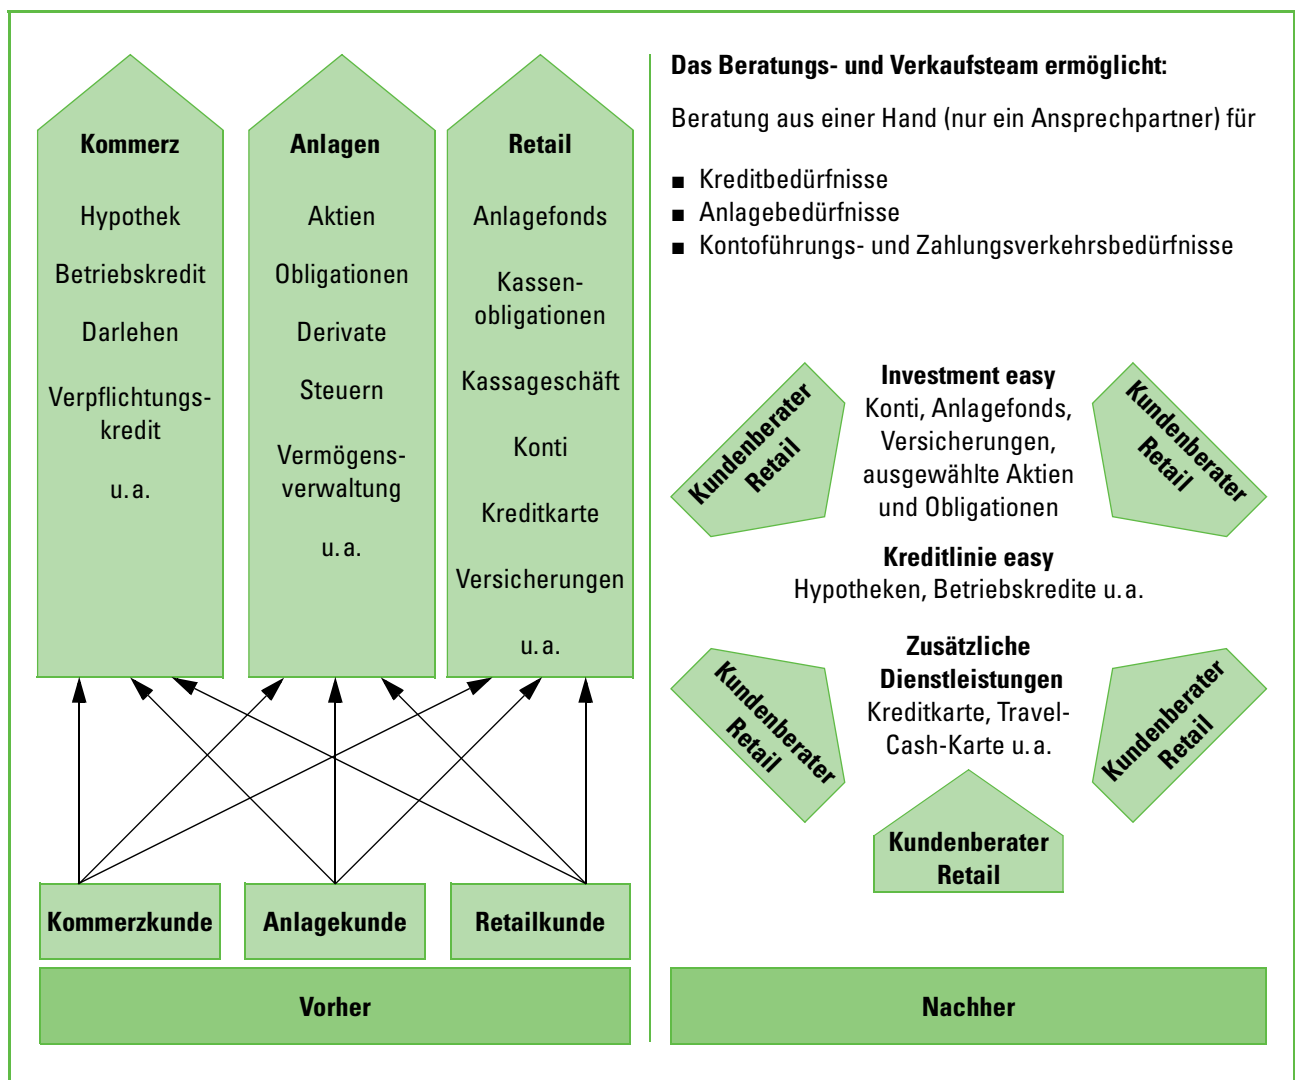 Kommerz
Hypothek
Betriebskredit
Darlehen
Verpflichtungs-
kredit
u.a.
Anlagen
Aktien
Obligationen
Derivate
Steuern
Vermögens-
verwaltung
u.a.
Retail
Anlagefonds
Kassen-
obligationen
Kassageschäft
Konti
Kreditkarte
Versicherungen
u.a.
Kommerzkunde
Anlagekunde
Retailkunde
Vorher
Das Beratungs- und Verkaufsteam ermöglicht:
Beratung aus einer Hand (nur ein Ansprechpartner) für
■ Kreditbedürfnisse
■ Anlagebedürfnisse
■ Kontoführungs- und Zahlungsverkehrsbedürfnisse
Kundenberater
Retail
Investment easy
Konti, Anlagefonds,
Versicherungen,
ausgewählte Aktien
und Obligationen
Kundenberater
Retail
Kreditlinie easy
Hypotheken, Betriebskredite u.a.
Kundenberater
Retail
Zusätzliche
Dienstleistungen
Kreditkarte, Travel-
Cash-Karte u.a.
Kundenberater
Retail
Kundenberater
Retail
Nachher